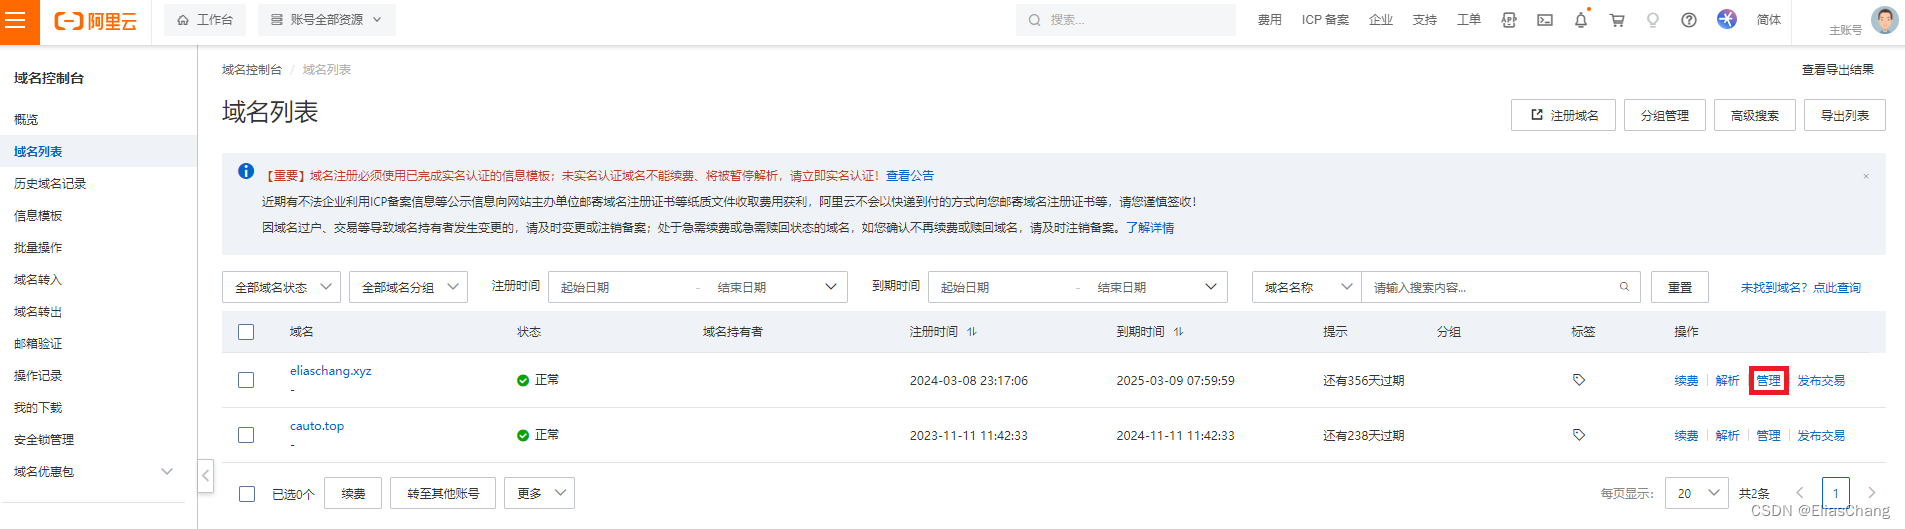 阿里云 工作台 账号全部资源 搜索... 费用 ICP 备案 企业 支持 工单 简体 主账号
域名控制台
概览
域名列表
历史域名记录
信息模板
批量操作
域名转入
域名转出
邮箱验证
操作记录
我的下载
安全锁管理
域名优惠包
域名控制台 / 域名列表 查看导出结果
域名列表 注册域名 分组管理 高级搜索 导出列表
【重要】域名注册必须使用已完成实名认证的信息模板；未实名认证域名不能续费、将被暂停解析，请立即实名认证！查看公告
近期有不法企业利用ICP备案信息等公示信息向网站主办单位邮寄域名注册证书等纸质文件收取费用获利，阿里云不会以快递到付的方式向您邮寄域名注册证书等，请您谨慎签收！
因域名过户、交易等导致域名持有者发生变更的，请及时变更或注销备案；处于急需续费或急需赎回状态的域名，如您确认不再续费或赎回域名，请及时注销备案。了解详情
全部域名状态 全部域名分组 注册时间 起始日期 - 结束日期 到期时间 起始日期 - 结束日期 域名名称 请输入搜索内容... 重置 未找到域名？点此查询
域名 状态 域名持有者 注册时间 到期时间 提示 分组 标签 操作
eliaschang.xyz 正常 2024-03-08 23:17:06 2025-03-09 07:59:59 还有356天过期 续费 解析 管理 发布交易
-
cauto.top 正常 2023-11-11 11:42:33 2024-11-11 11:42:33 还有238天过期 续费 解析 管理 发布交易
-
已选0个 续费 转至其他账号 更多 每页显示: 20 共2条 1
CSDN @EliasChang